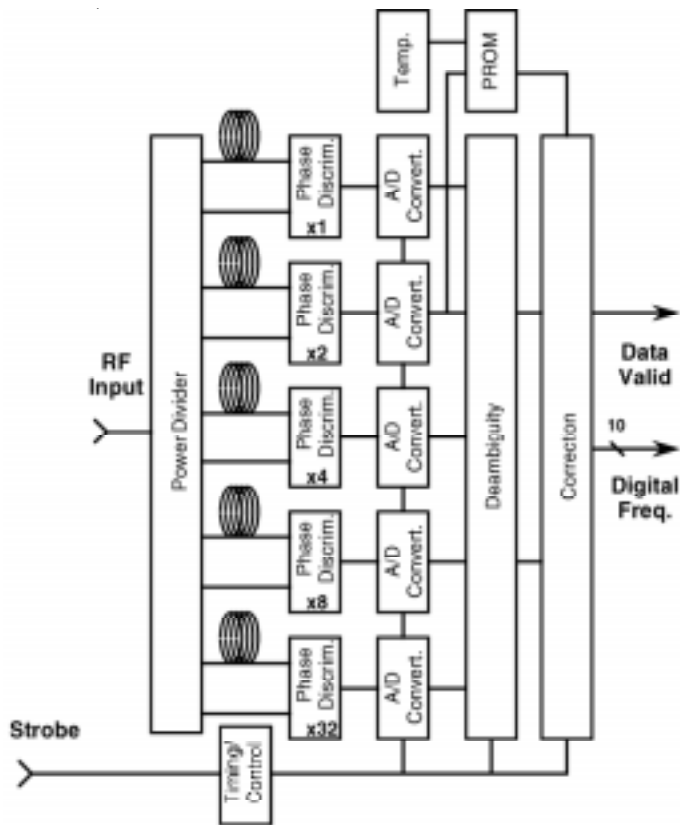 Temp.
PROM
Phase
Discrim.
x1
A/D
Convert.
Phase
Discrim.
x2
A/D
Convert.
RF
Input
Power Divider
Phase
Discrim.
x4
A/D
Convert.
Deambiguity
Correcton
Data
Valid
10
Digital
Freq.
Phase
Discrim.
x8
A/D
Convert.
Phase
Discrim.
x32
A/D
Convert.
Strobe
Timing/
Control